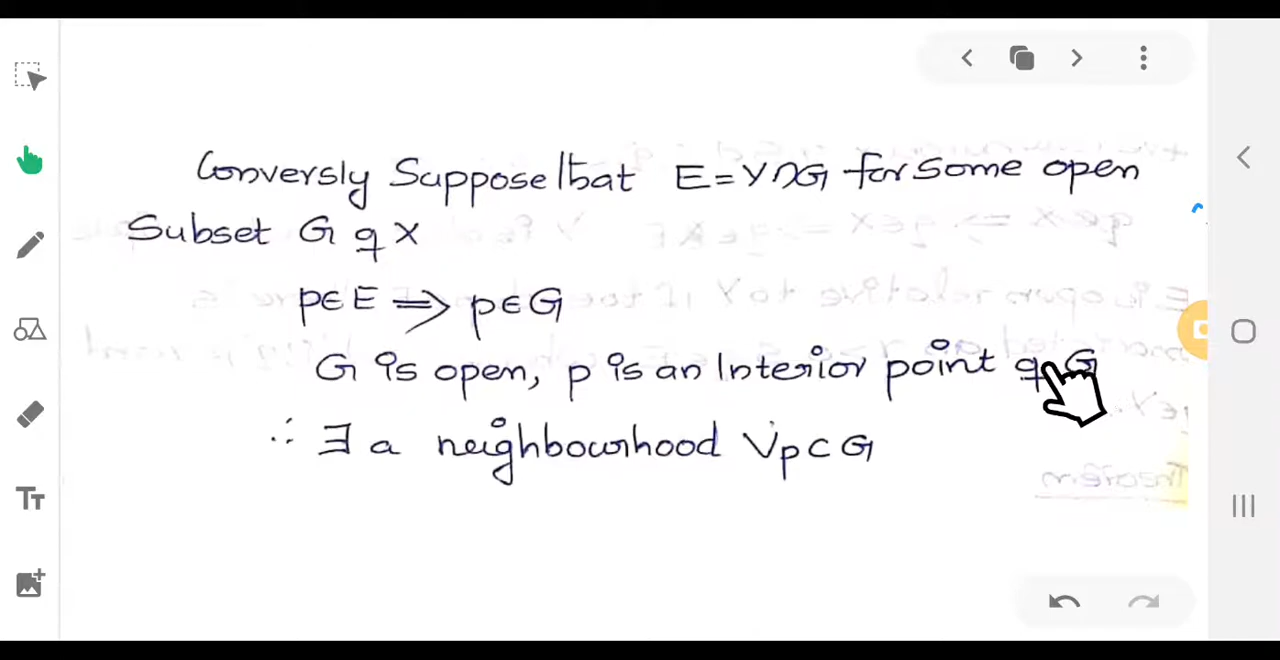 Conversly Suppose that E = Y∩G for some open
Subset G of X
p∈E ⇒ p∈G
G is open, p is an Interior point of G
∴ ∃ a neighbourhood Vp⊂G